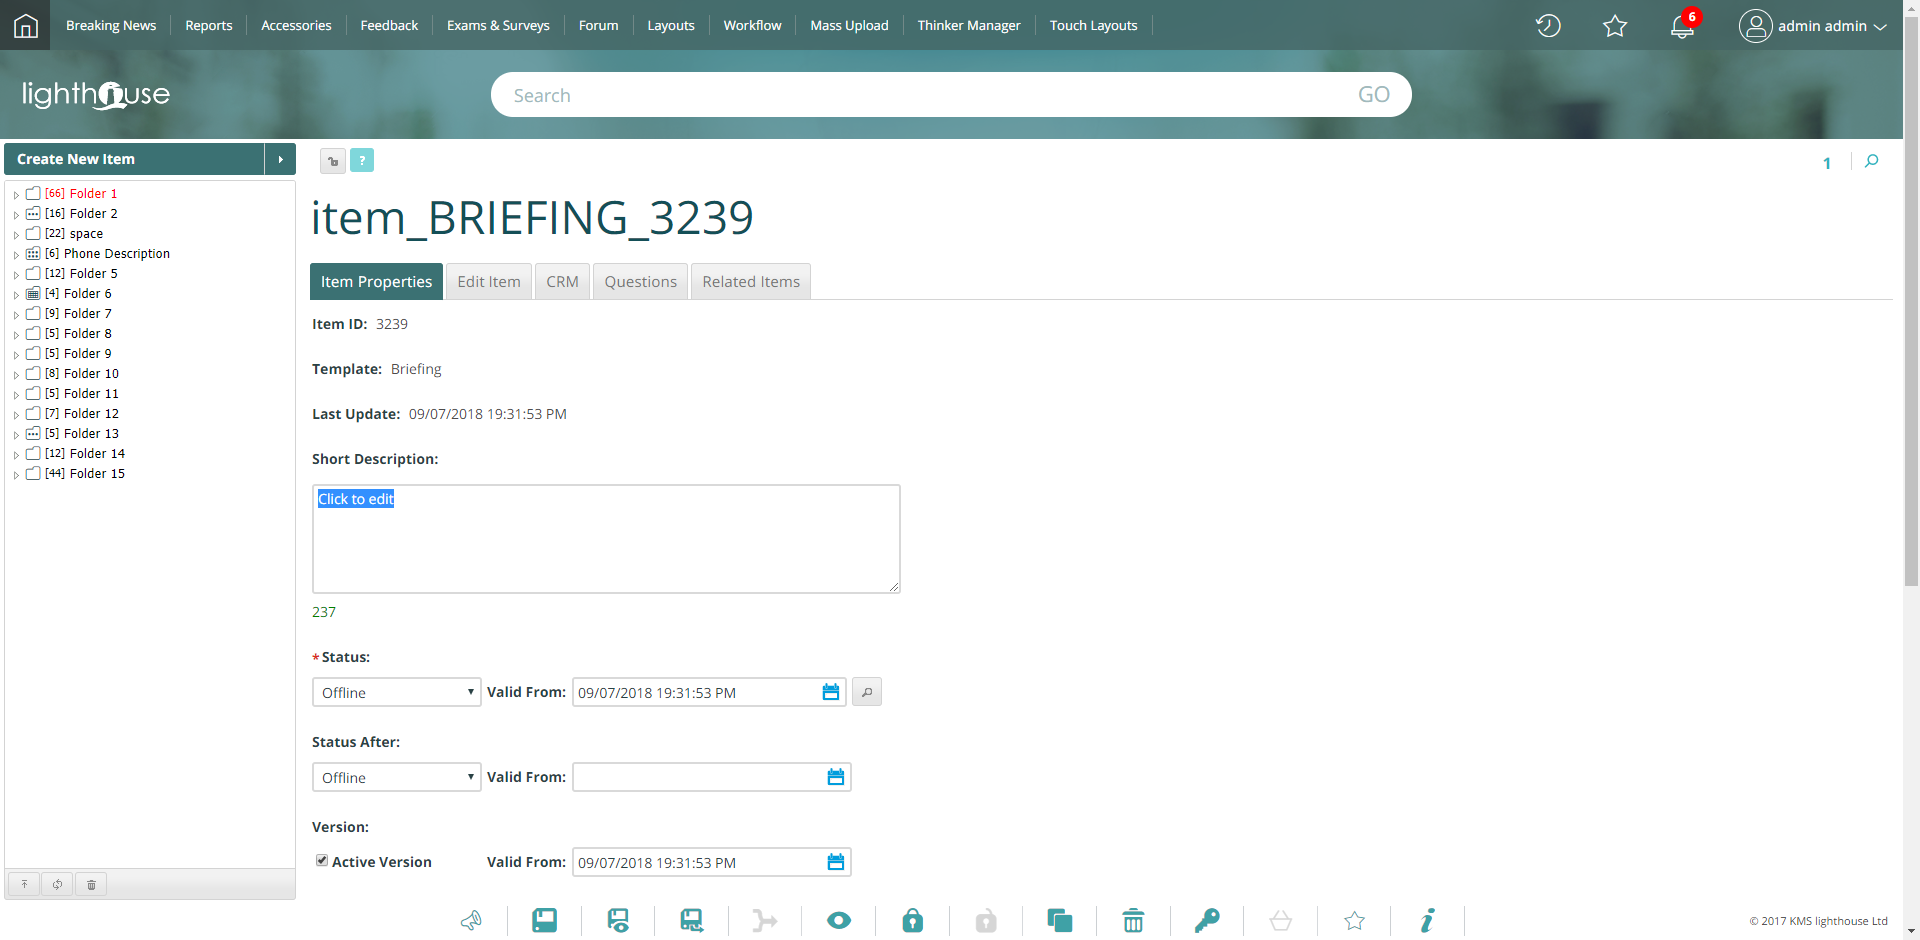 Breaking News
Reports
Accessories
Feedback
Exams & Surveys
Forum
Layouts
Workflow
Mass Upload
Thinker Manager
Touch Layouts
6
admin admin
lighthouse
Search
GO
Create New Item
?
1
[66] Folder 1
[16] Folder 2
[22] space
[6] Phone Description
[12] Folder 5
[4] Folder 6
[9] Folder 7
[5] Folder 8
[5] Folder 9
[8] Folder 10
[5] Folder 11
[7] Folder 12
[5] Folder 13
[12] Folder 14
[44] Folder 15
item_BRIEFING_3239
Item Properties
Edit Item
CRM
Questions
Related Items
Item ID: 3239
Template: Briefing
Last Update: 09/07/2018 19:31:53 PM
Short Description:
Click to edit
237
* Status:
Offline
Valid From: 09/07/2018 19:31:53 PM
Status After:
Offline
Valid From:
Version:
Active Version
Valid From: 09/07/2018 19:31:53 PM
© 2017 KMS lighthouse Ltd